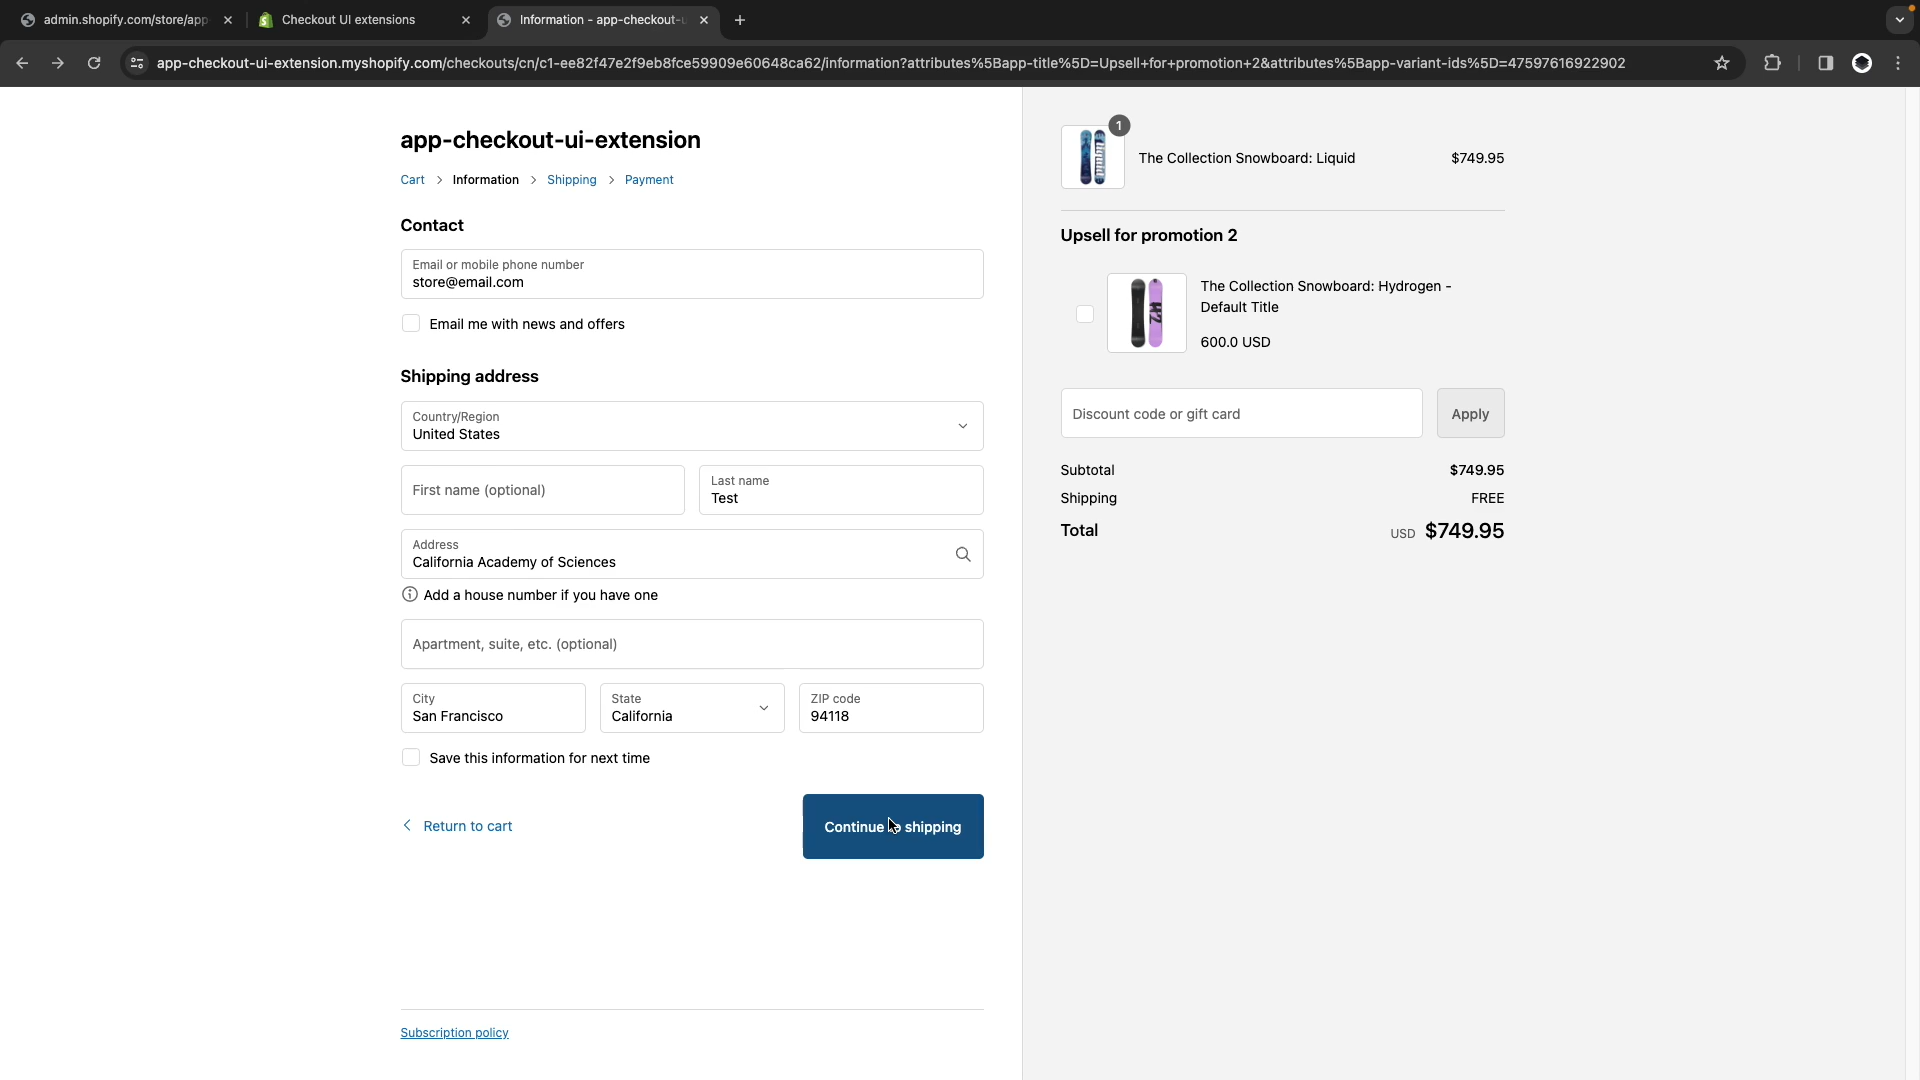 admin.shopify.com/store/app
Checkout UI extensions
Information - app-checkout-u
app-checkout-ui-extension.myshopify.com/checkouts/cn/c1-ee82f47e2f9eb8fce59909e60648ca62/information?attributes%5Bapp-title%5D=Upsell+for+promotion+2&attributes%5Bapp-variant-ids%5D=47597616922902
app-checkout-ui-extension
Cart > Information > Shipping > Payment
Contact
Email or mobile phone number
store@email.com
Email me with news and offers
Shipping address
Country/Region
United States
First name (optional)
Last name
Test
Address
California Academy of Sciences
Add a house number if you have one
Apartment, suite, etc. (optional)
City
San Francisco
State
California
ZIP code
94118
Save this information for next time
Return to cart
Continue to shipping
Subscription policy
1
The Collection Snowboard: Liquid $749.95
Upsell for promotion 2
The Collection Snowboard: Hydrogen -
Default Title
600.0 USD
Discount code or gift card
Apply
Subtotal $749.95
Shipping FREE
Total USD $749.95